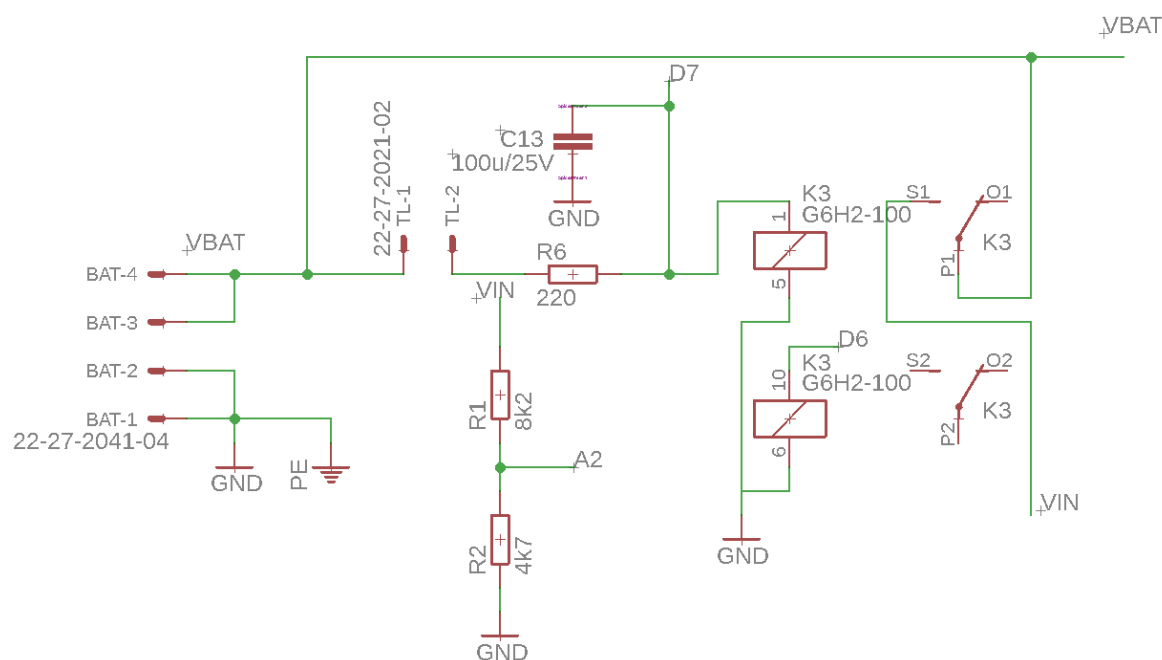 VBAT
D7
22-27-2021-02
TL-1
TL-2
C13
100u/25V
GND
K3
G6H2-100
1
5
S1
O1
P1
K3
VBAT
BAT-4
BAT-3
BAT-2
BAT-1
22-27-2041-04
GND
PE
R6
220
VIN
R1
8k2
A2
R2
4k7
GND
D6
K3
G6H2-100
10
6
GND
S2
O2
P2
K3
VIN